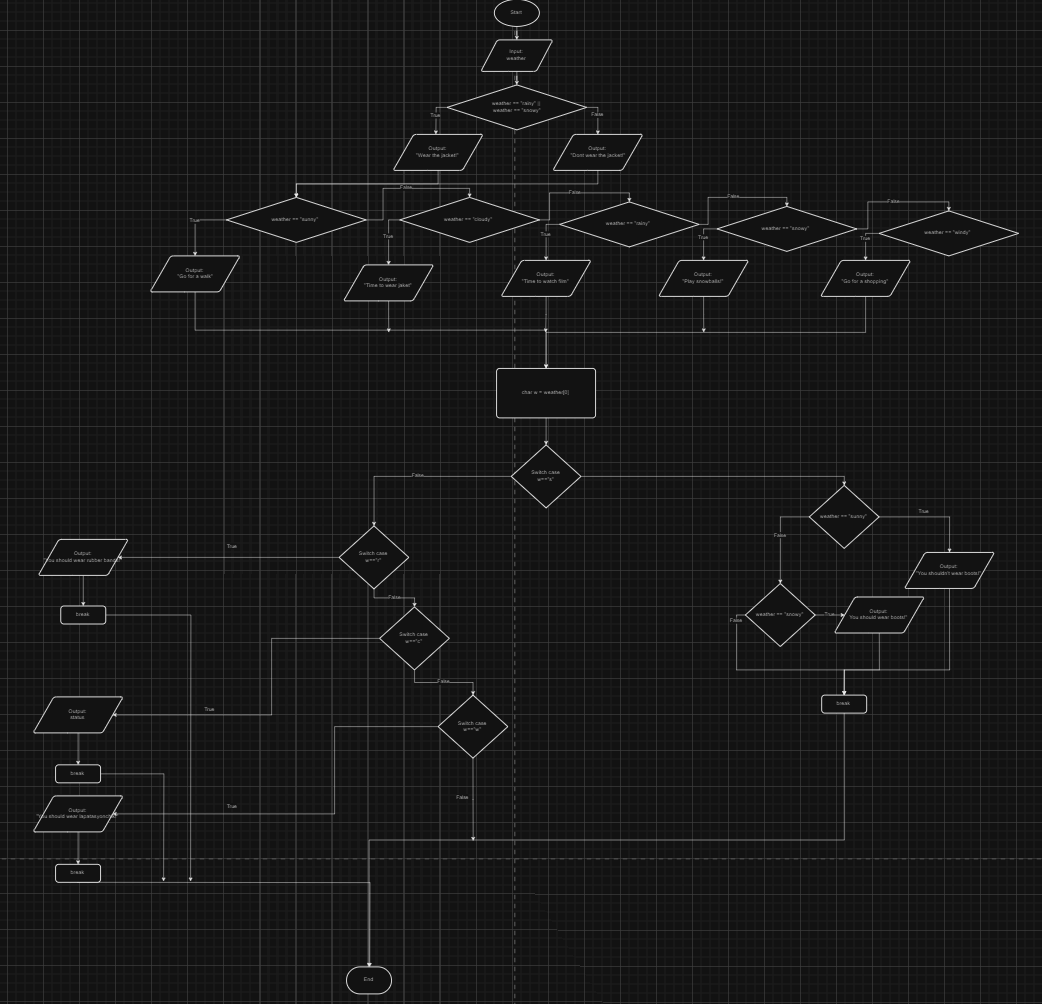 Start
Input:
weather
weather == "rainy" ||
weather == "snowy"
True
False
Output:
"Wear the jacket!"
Output:
"Dont wear the jacket!"
False
False
False
False
weather == "sunny"
weather == "cloudy"
weather == "rainy"
weather == "snowy"
weather == "windy"
True
True
True
True
True
Output:
"Go for a walk"
Output:
"Time to wear jaket"
Output:
"Time to watch film"
Output:
"Play snowballs!"
Output:
"Go for a shopping"
char w = weather[0]
Switch case
w=="s"
False
weather == "sunny"
True
False
Output:
"You shouldn't wear boots!"
True
Switch case
w=="r"
Output:
"You should wear rubber
break
False
Switch case
w=="c"
weather == "snowy"
True
False
Output:
You should wear boots!"
break
False
Switch case
w=="w"
True
Output:
status
break
True
False
Output:
"You should wear
break
End